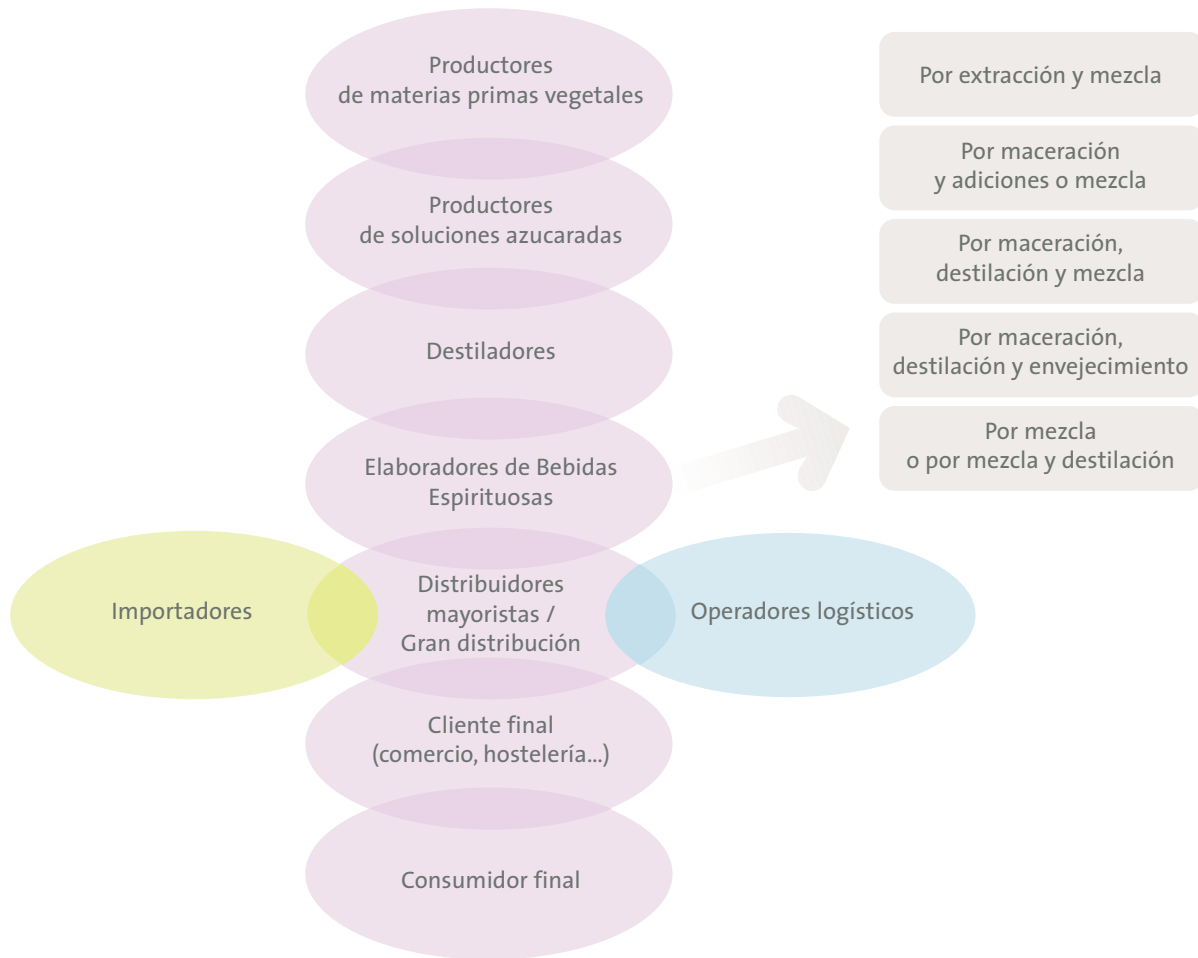 Productores
de materias primas vegetales
Productores
de soluciones azucaradas
Destiladores
Elaboradores de Bebidas
Espirituosas
Importadores
Distribuidores
mayoristas /
Gran distribución
Operadores logísticos
Cliente final
(comercio, hostelería...)
Consumidor final
Por extracción y mezcla
Por maceración
y adiciones o mezcla
Por maceración,
destilación y mezcla
Por maceración,
destilación y envejecimiento
Por mezcla
o por mezcla y destilación